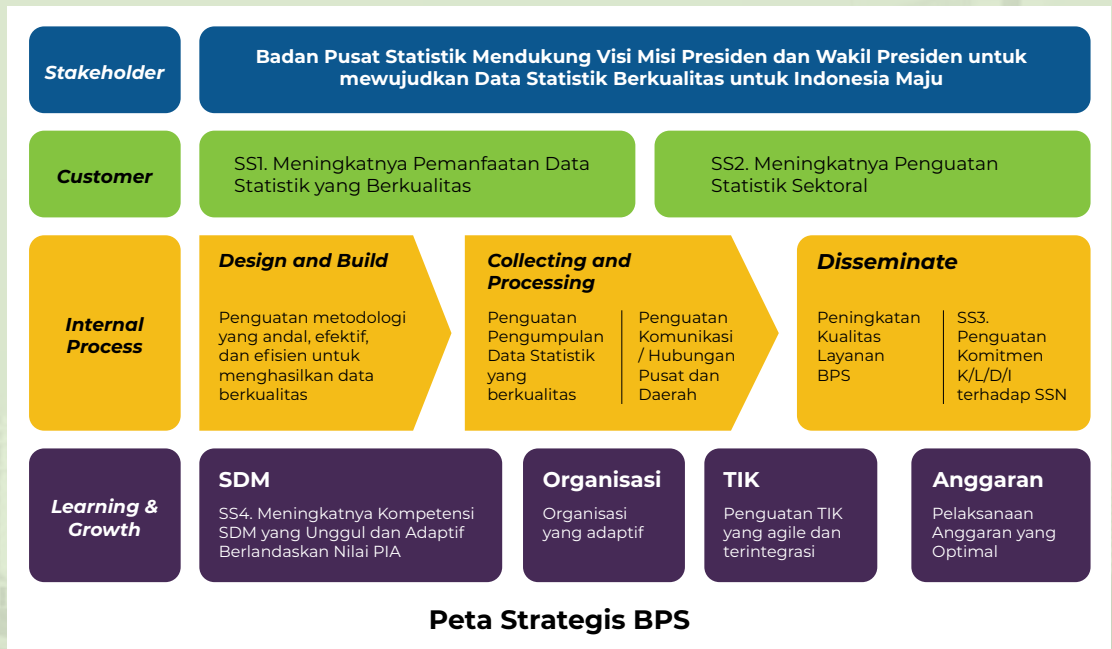 Stakeholder
Badan Pusat Statistik Mendukung Visi Misi Presiden dan Wakil Presiden untuk
mewujudkan Data Statistik Berkualitas untuk Indonesia Maju
Customer
SS1. Meningkatnya Pemanfaatan Data
Statistik yang Berkualitas
SS2. Meningkatnya Penguatan
Statistik Sektoral
Internal
Process
Design and Build
Penguatan metodologi
yang andal, efektif,
dan efisien untuk
menghasilkan data
berkualitas
Collecting and
Processing
Penguatan
Pengumpulan
Data Statistik
yang
berkualitas
Penguatan
Komunikasi
/ Hubungan
Pusat dan
Daerah
Disseminate
Peningkatan
Kualitas
Layanan
BPS
SS3.
Penguatan
Komitmen
K/L/D/I
terhadap SSN
Learning &
Growth
SDM
SS4. Meningkatnya Kompetensi
SDM yang Unggul dan Adaptif
Berlandaskan Nilai PIA
Organisasi
Organisasi
yang adaptif
TIK
Penguatan TIK
yang agile dan
terintegrasi
Anggaran
Pelaksanaan
Anggaran yang
Optimal
Peta Strategis BPS